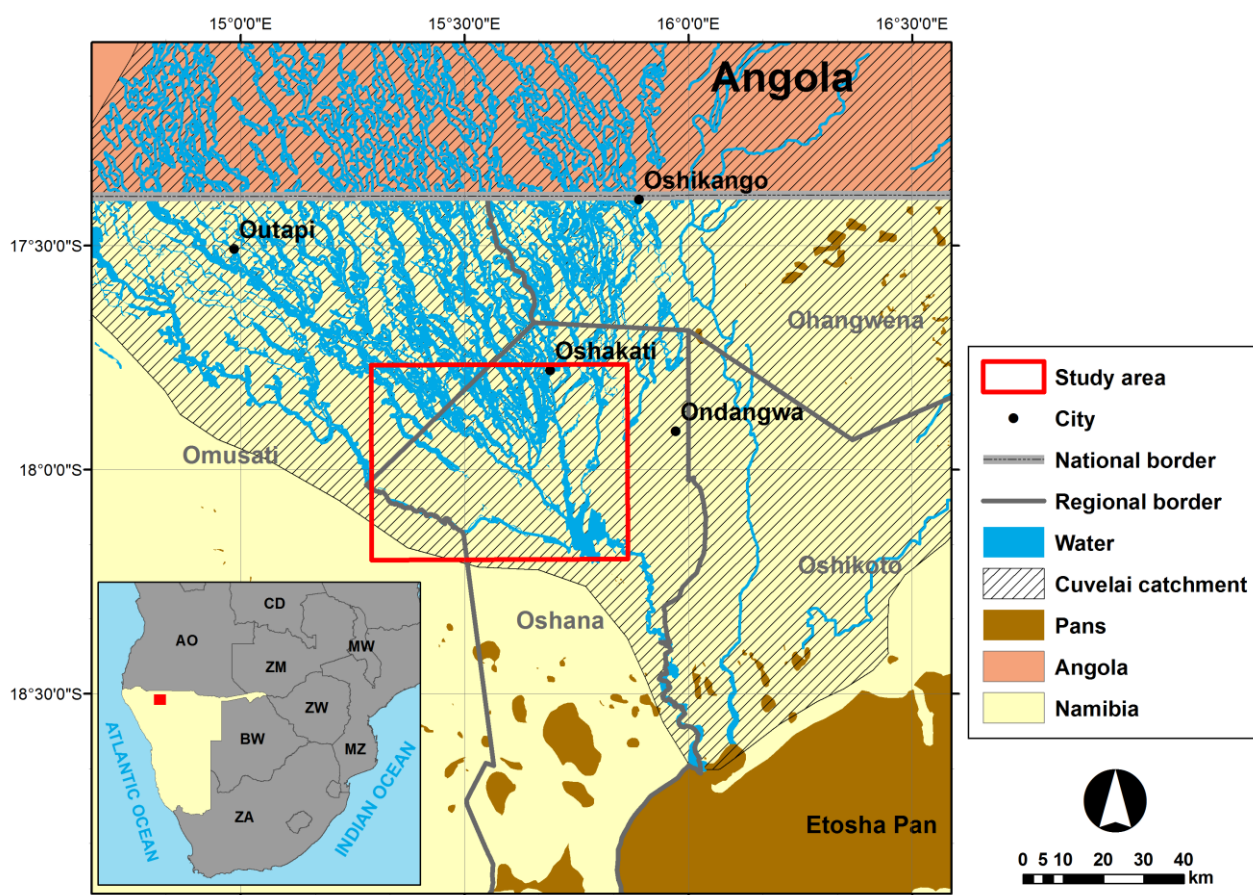 15°0'0"E
15°30'0"E
16°0'0"E
16°30'0"E
Angola
Oshikango
Outapi
17°30'0"S
Ohangwena
Oshakati
Ondangwa
Omusati
18°0'0"S
Oshikoto
Oshana
18°30'0"S
Etosha Pan
CD
AO
MW
ZM
ZW
BW
MZ
ZA
ATLANTIC OCEAN
INDIAN OCEAN
Study area
City
National border
Regional border
Water
Cuvelai catchment
Pans
Angola
Namibia
0 5 10 20 30 40
km